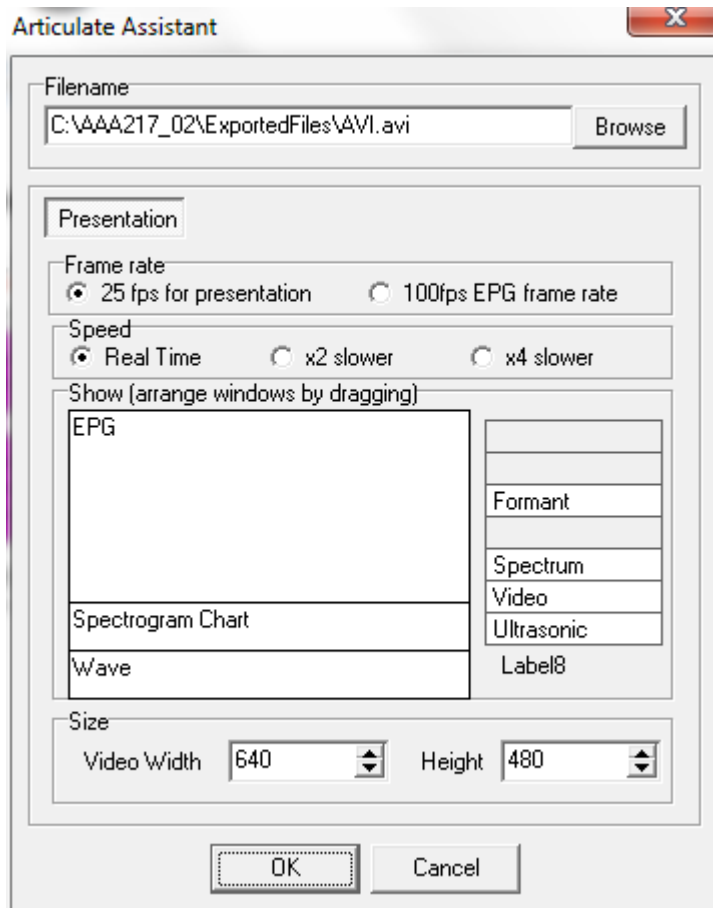 Articulate Assistant
X
Filename
C:\AAA217_02\ExportedFiles\AVI.avi Browse
Presentation
Frame rate
25 fps for presentation 100fps EPG frame rate
Speed
Real Time x2 slower x4 slower
Show (arrange windows by dragging)
EPG
Spectrogram Chart
Wave
Formant
Spectrum
Video
Ultrasonic
Label8
Size
Video Width 640 Height 480
OK Cancel